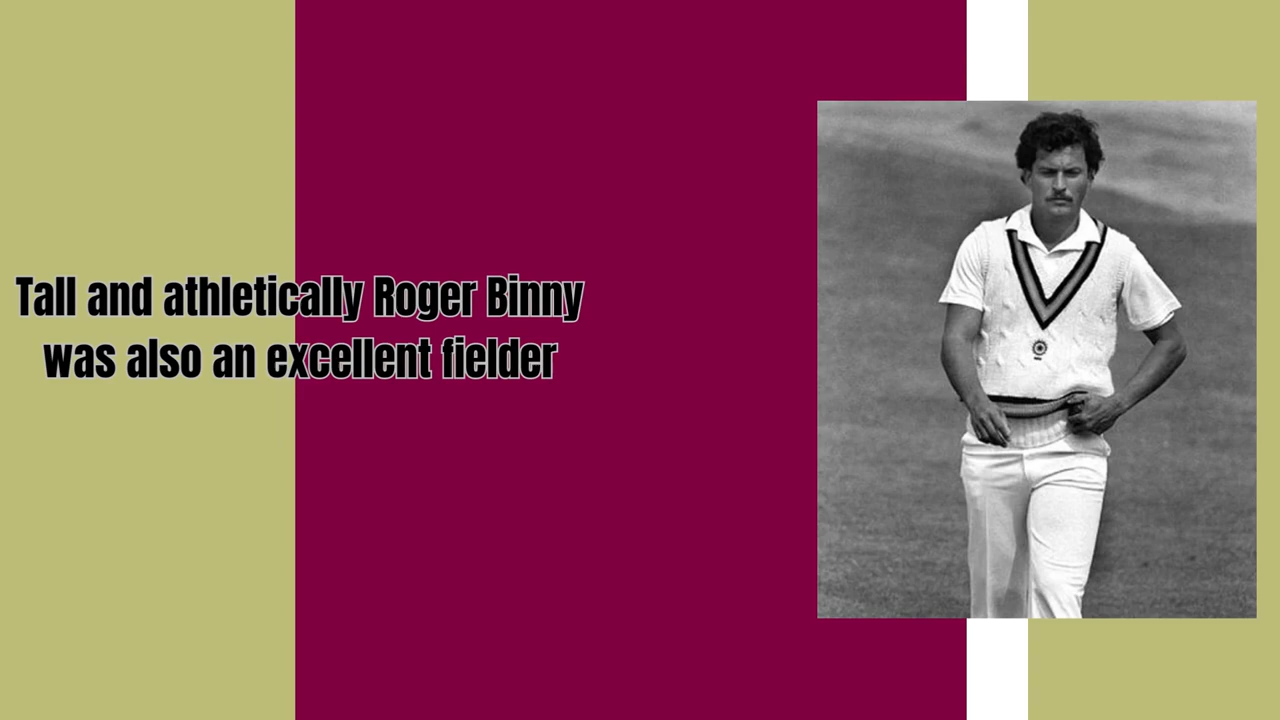 Tall and athletically Roger Binny
was also an excellent fielder